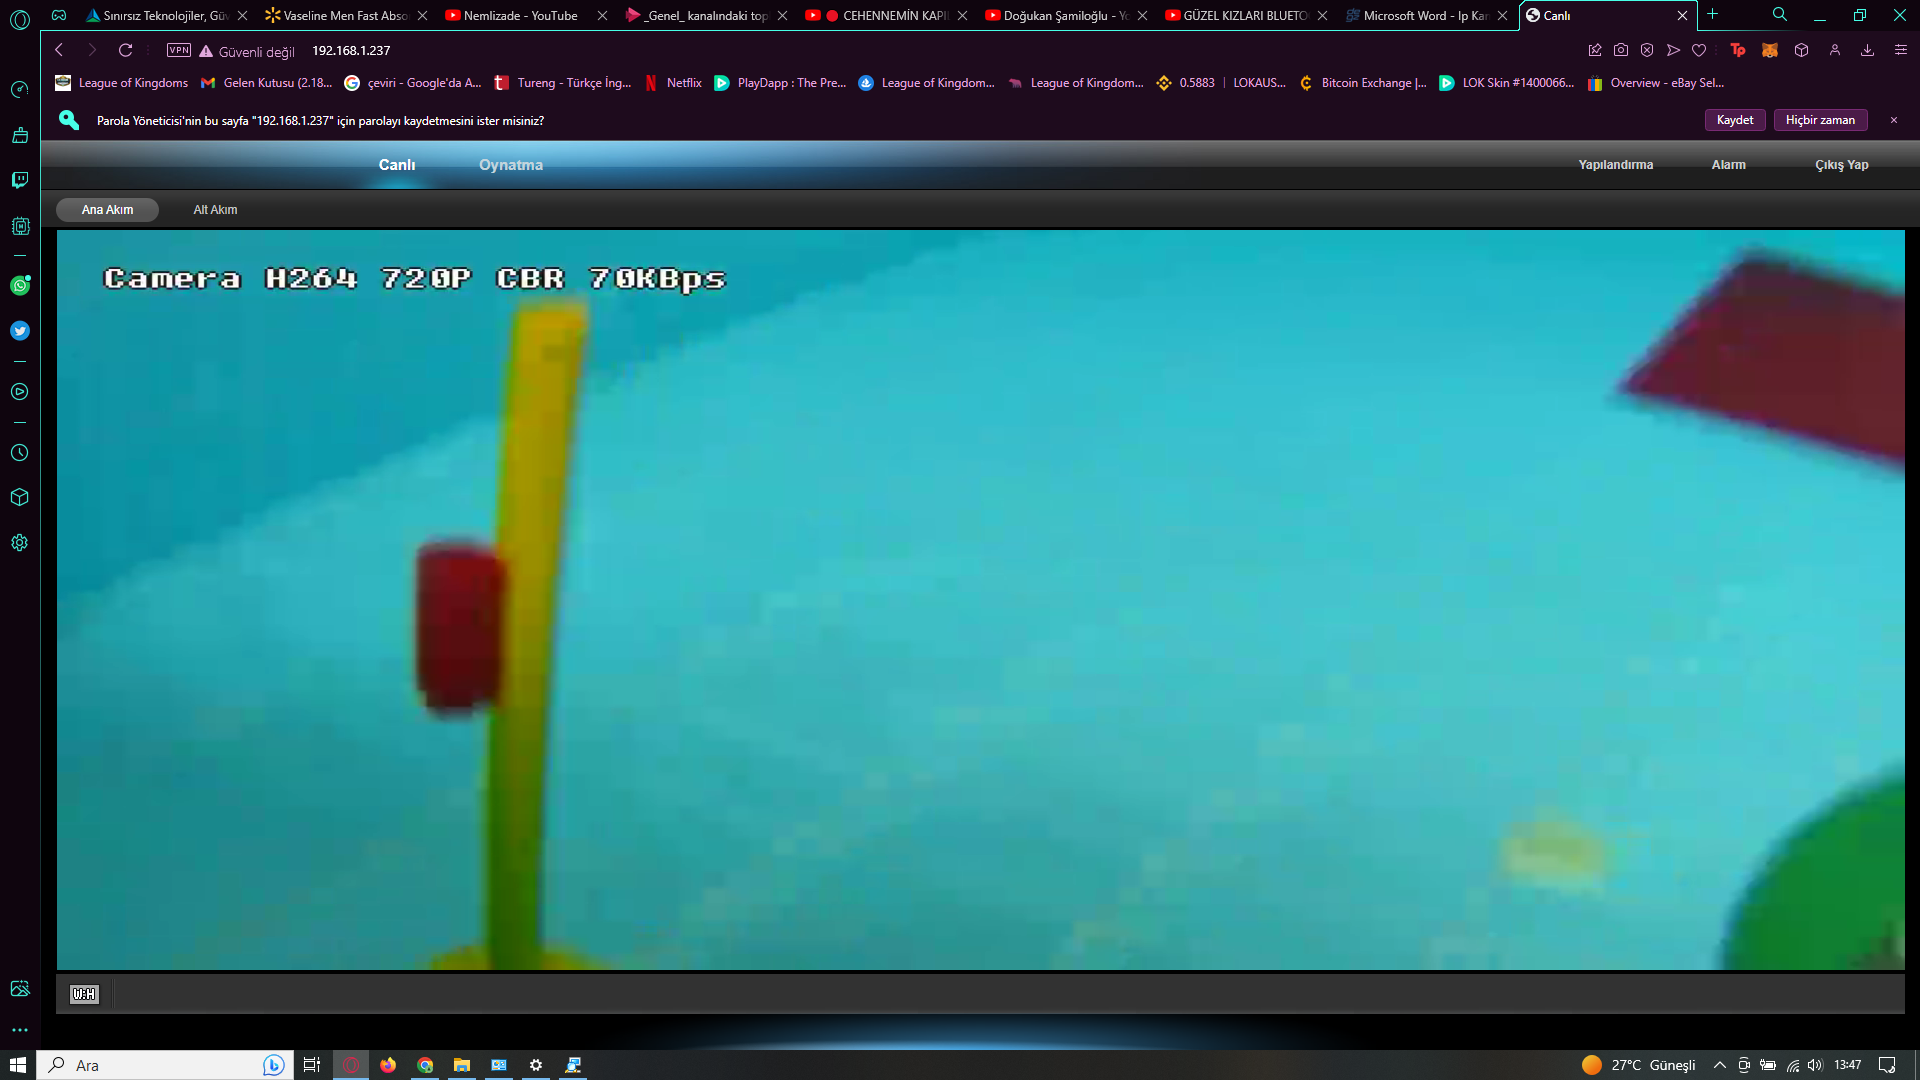 Sınırsız Teknolojiler, Güv
Vaseline Men Fast Abso
Nemlizade - YouTube
_Genel_ kanalındaki top
CEHENNEMİN KAPI
Doğukan Şamiloğlu - Yo
GÜZEL KIZLARI BLUETO
Microsoft Word - Ip Kam
Canlı
VPN
Güvenli değil
192.168.1.237
League of Kingdoms
Gelen Kutusu (2.18...
çeviri - Google'da A...
Tureng - Türkçe İng...
Netflix
PlayDapp : The Pre...
League of Kingdom...
League of Kingdom...
0.5883 | LOKAUS...
Bitcoin Exchange |...
LOK Skin #1400066...
Overview - eBay Sel...
Parola Yöneticisi'nin bu sayfa "192.168.1.237" için parolayı kaydetmesini ister misiniz?
Kaydet
Hiçbir zaman
Canlı
Oynatma
Yapılandırma
Alarm
Çıkış Yap
Ana Akım
Alt Akım
Camera H264 720P CBR 70KBps
W:H
Ara
27°C Güneşli
13:47